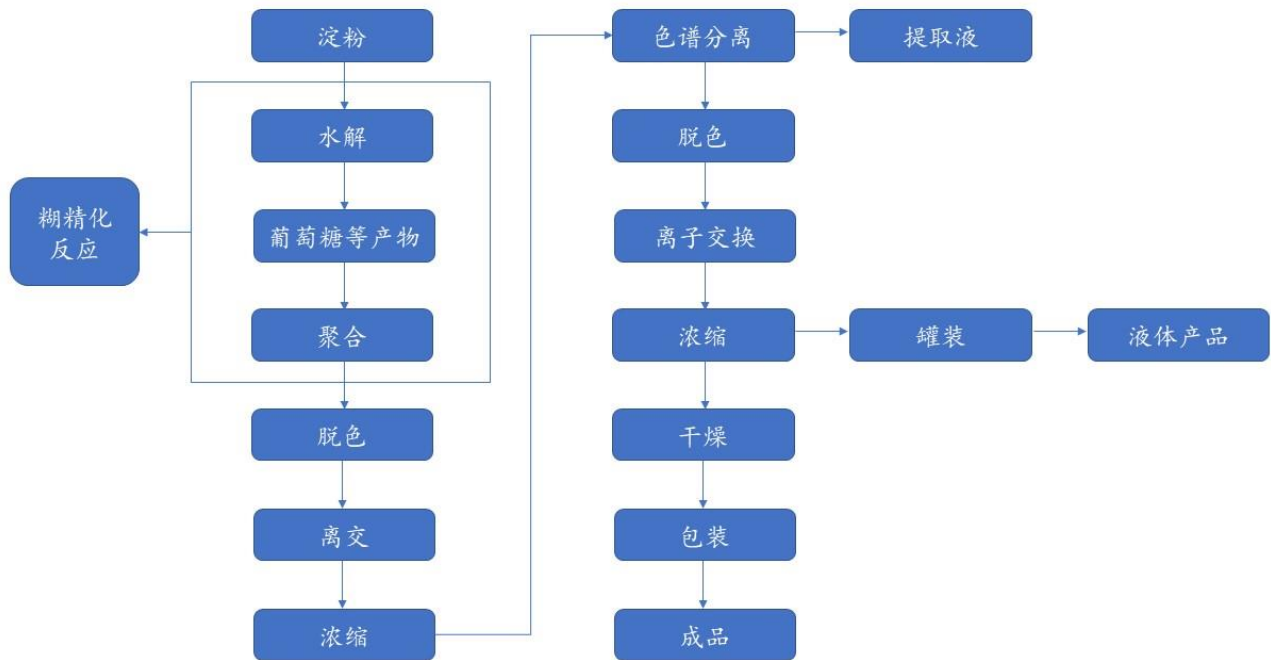 淀粉
水解
糊精化
反应
葡萄糖等产物
聚合
脱色
离交
浓缩
色谱分离
提取液
脱色
离子交换
浓缩
罐装
液体产品
干燥
包装
成品